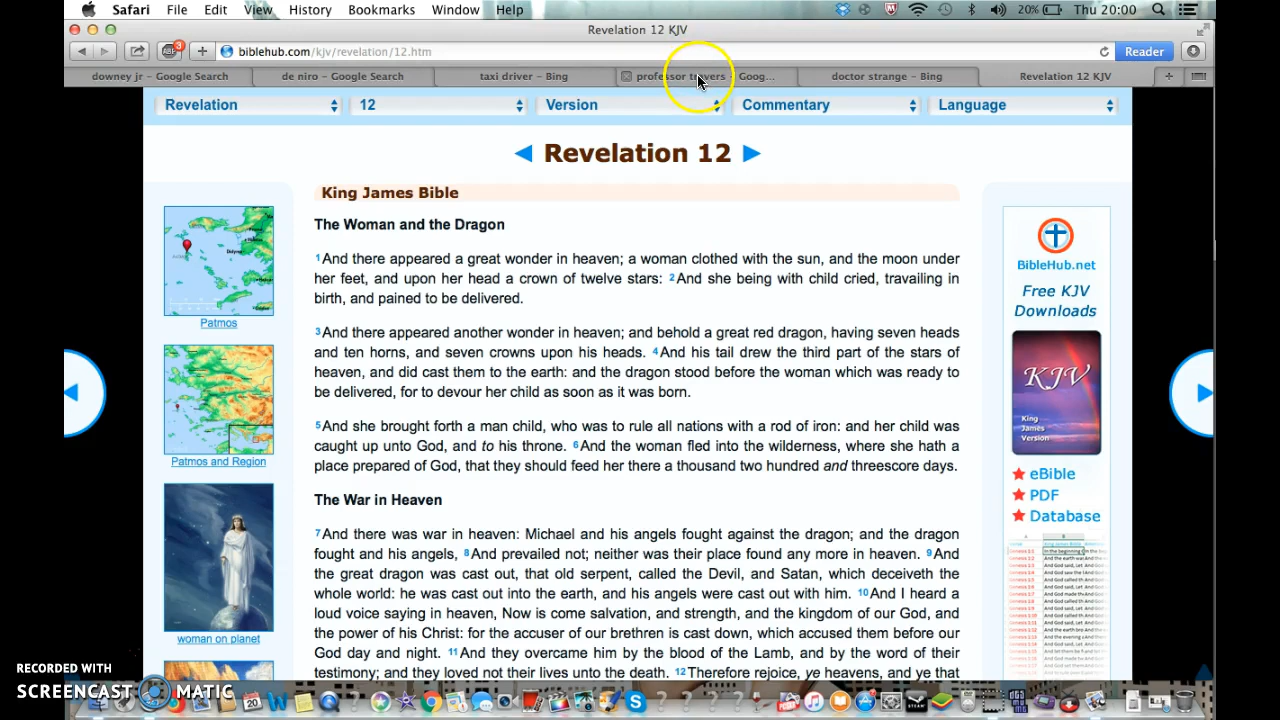 Safari File Edit View History Bookmarks Window Help 20% Thu 20:00
Revelation 12 KJV
3 biblehub.com/kjv/revelation/12.htm Reader
downey jr – Google Search de niro – Google Search taxi driver – Bing professor – Goog... doctor strange – Bing Revelation 12 KJV
Revelation 12 Version Commentary Language
Revelation 12
King James Bible
The Woman and the Dragon
1And there appeared a great wonder in heaven; a woman clothed with the sun, and the moon under
her feet, and upon her head a crown of twelve stars: 2And she being with child cried, travailing in
birth, and pained to be delivered.
3And there appeared another wonder in heaven; and behold a great red dragon, having seven heads
and ten horns, and seven crowns upon his heads. 4And his tail drew the third part of the stars of
heaven, and did cast them to the earth: and the dragon stood before the woman which was ready to
be delivered, for to devour her child as soon as it was born.
5And she brought forth a man child, who was to rule all nations with a rod of iron: and her child was
caught up unto God, and to his throne. 6And the woman fled into the wilderness, where she hath a
place prepared of God, that they should feed her there a thousand two hundred and threescore days.
The War in Heaven
7And there was war in heaven: Michael and his angels fought against the dragon; and the dragon
fought and his angels, 8And prevailed not; neither was their place found any more in heaven. 9And
the great dragon was cast out, that old serpent, called the Devil, and Satan, which deceiveth the
he was cast out into the earth, and his angels were cast out with him. 10And I heard a
saying in heaven, Now is come salvation, and strength, and the kingdom of our God, and
the power of his Christ: for the accuser of our brethren is cast down, which accused them before our
night. 11And they overcame him by the blood of the Lamb, and by the word of their
testimony; and they loved not their lives unto the death. 12Therefore rejoice, ye heavens, and ye that
Patmos
Patmos and Region
woman on planet
BibleHub.net
Free KJV
Downloads
KJV
King
James
Version
eBible
PDF
Database
RECORDED WITH
SCREENCAST MATIC
20